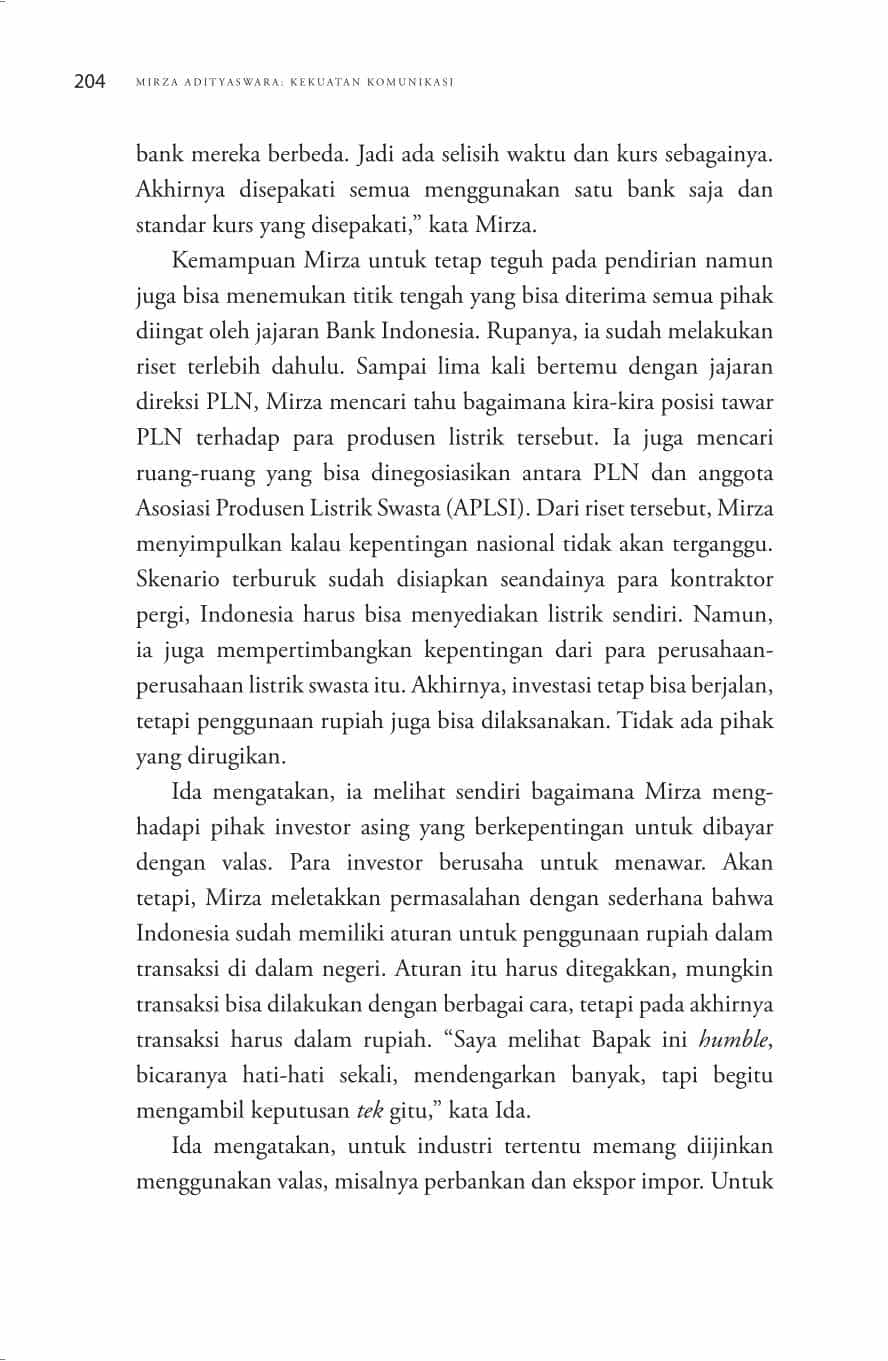 204 MIRZA ADITYASWARA: KEKUATAN KOMUNIKASI
bank mereka berbeda. Jadi ada selisih waktu dan kurs sebagainya.
Akhirnya disepakati semua menggunakan satu bank saja dan
standar kurs yang disepakati,” kata Mirza.
Kemampuan Mirza untuk tetap teguh pada pendirian namun
juga bisa menemukan titik tengah yang bisa diterima semua pihak
diingat oleh jajaran Bank Indonesia. Rupanya, ia sudah melakukan
riset terlebih dahulu. Sampai lima kali bertemu dengan jajaran
direksi PLN, Mirza mencari tahu bagaimana kira-kira posisi tawar
PLN terhadap para produsen listrik tersebut. Ia juga mencari
ruang-ruang yang bisa dinegosiasikan antara PLN dan anggota
Asosiasi Produsen Listrik Swasta (APLSI). Dari riset tersebut, Mirza
menyimpulkan kalau kepentingan nasional tidak akan terganggu.
Skenario terburuk sudah disiapkan seandainya para kontraktor
pergi, Indonesia harus bisa menyediakan listrik sendiri. Namun,
ia juga mempertimbangkan kepentingan dari para perusahaan-
perusahaan listrik swasta itu. Akhirnya, investasi tetap bisa berjalan,
tetapi penggunaan rupiah juga bisa dilaksanakan. Tidak ada pihak
yang dirugikan.
Ida mengatakan, ia melihat sendiri bagaimana Mirza meng-
hadapi pihak investor asing yang berkepentingan untuk dibayar
dengan valas. Para investor berusaha untuk menawar. Akan
tetapi, Mirza meletakkan permasalahan dengan sederhana bahwa
Indonesia sudah memiliki aturan untuk penggunaan rupiah dalam
transaksi di dalam negeri. Aturan itu harus ditegakkan, mungkin
transaksi bisa dilakukan dengan berbagai cara, tetapi pada akhirnya
transaksi harus dalam rupiah. “Saya melihat Bapak ini humble,
bicaranya hati-hati sekali, mendengarkan banyak, tapi begitu
mengambil keputusan tek gitu,” kata Ida.
Ida mengatakan, untuk industri tertentu memang diijinkan
menggunakan valas, misalnya perbankan dan ekspor impor. Untuk